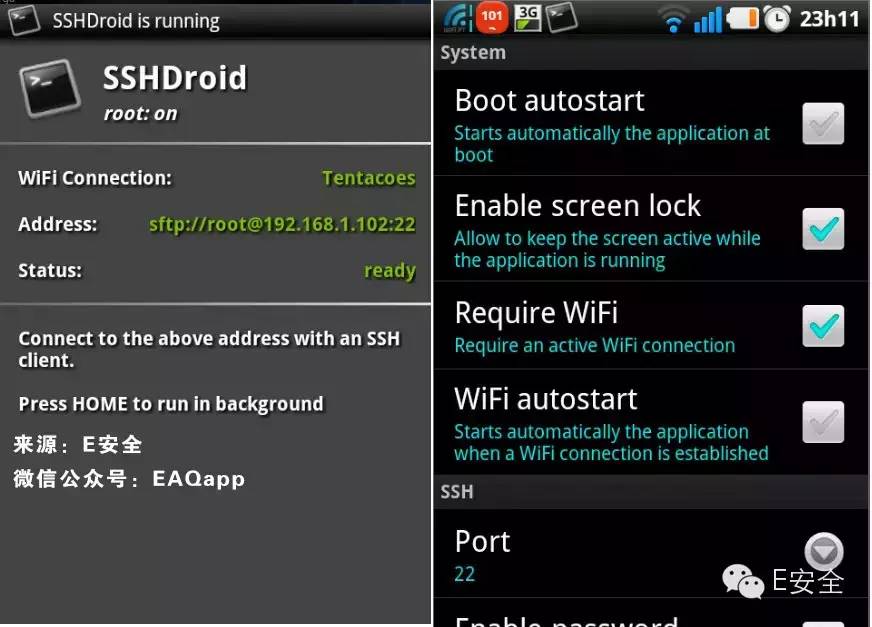 SSHDroid is running
SSHDroid
root: on
WiFi Connection: Tentacoes
Address: sftp://root@192.168.1.102:22
Status: ready
Connect to the above address with an SSH
client.
Press HOME to run in background
来源：E安全
微信公众号：EAQapp
101
3G
23h11
System
Boot autostart
Starts automatically the application at
boot
Enable screen lock
Allow to keep the screen active while
the application is running
Require WiFi
Require an active WiFi connection
WiFi autostart
Starts automatically the application
when a WiFi connection is established
SSH
Port
22
E安全
Enable password